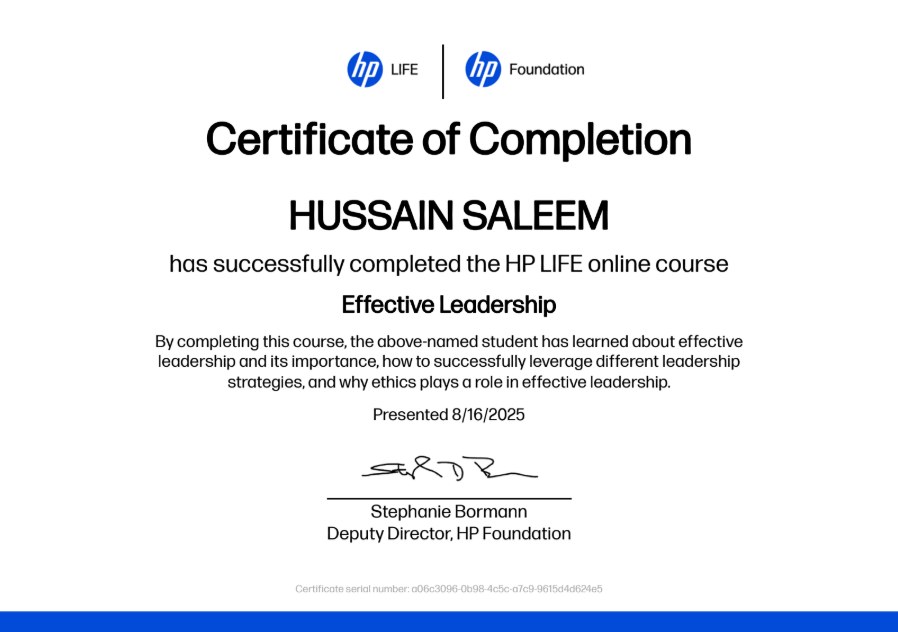 hp LIFE | hp Foundation
Certificate of Completion
HUSSAIN SALEEM
has successfully completed the HP LIFE online course
Effective Leadership
By completing this course, the above-named student has learned about effective
leadership and its importance, how to successfully leverage different leadership
strategies, and why ethics plays a role in effective leadership.
Presented 8/16/2025
Stephanie Bormann
Deputy Director, HP Foundation
Certificate serial number: a06c3096-0b98-4c5c-a7c9-9615d4d624e5